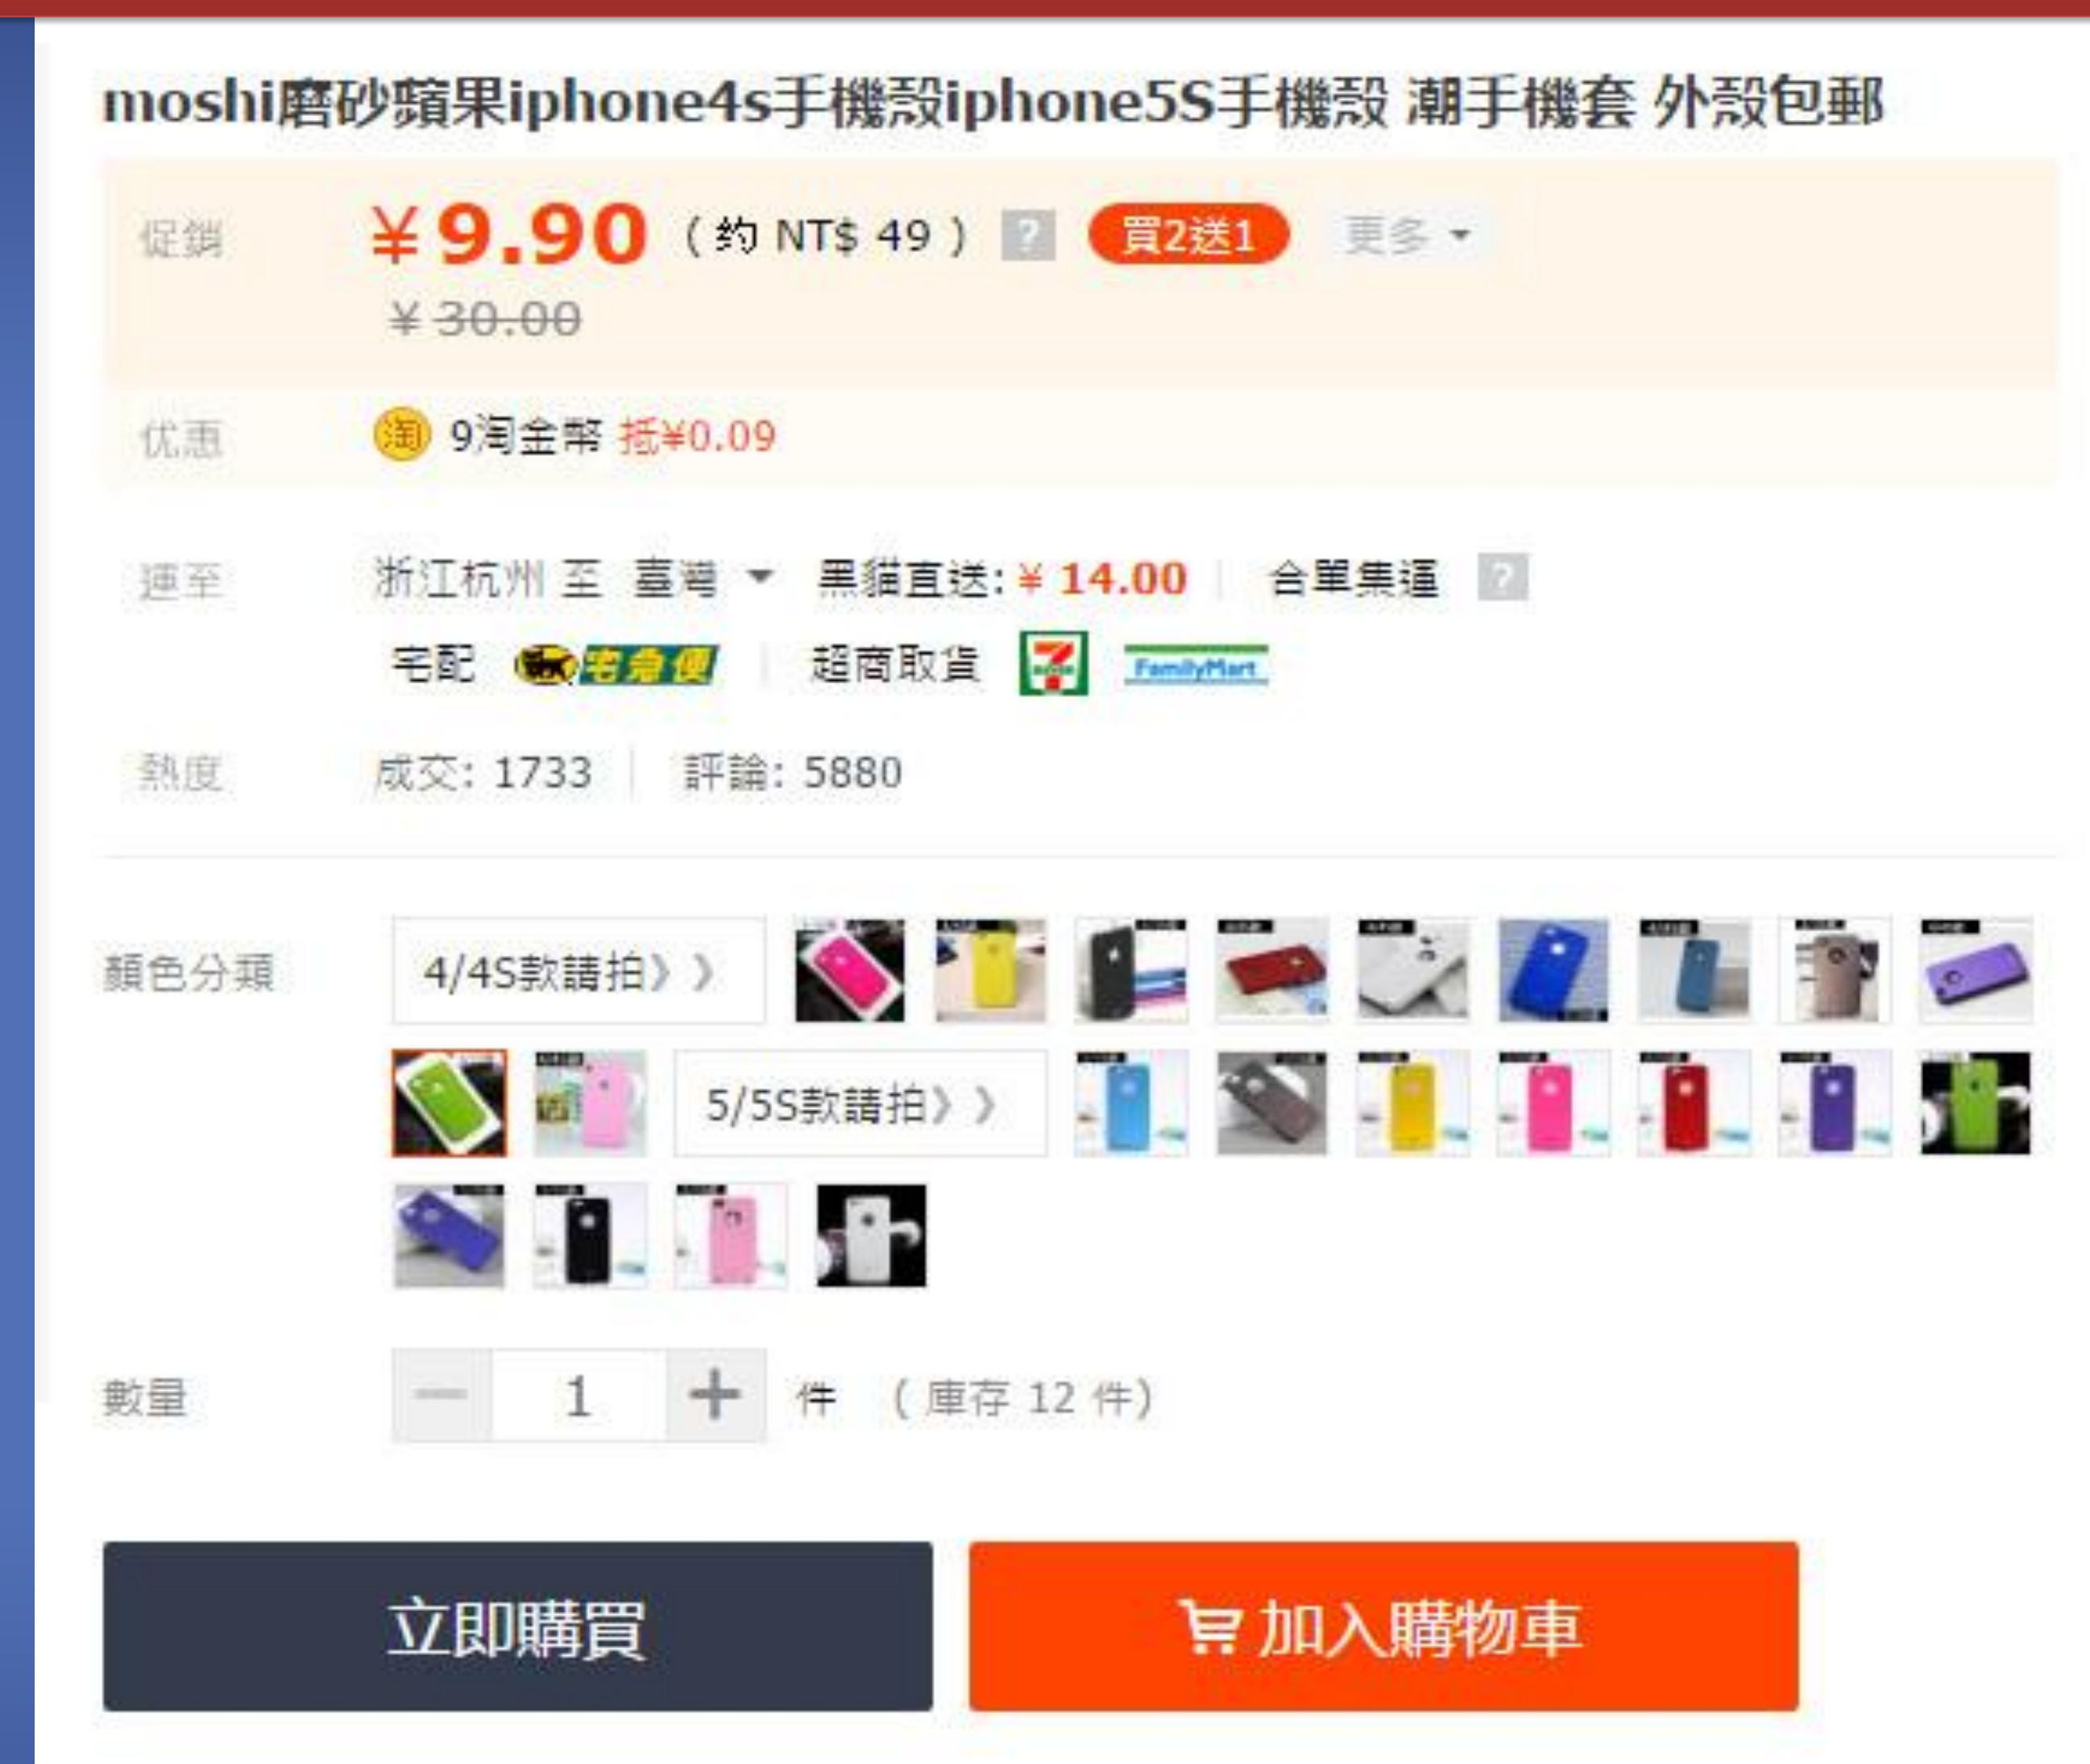 moshi磨砂蘋果iphone4s手機殼iphone5S手機殼 潮手機套 外殼包郵
促銷 ¥9.90 ( 約 NT$ 49 ) ? 買2送1 更多
¥30.00
优惠 淘 9淘金幣 抵¥0.09
運至 浙江杭州 至 臺灣 黑貓直送: ¥ 14.00 合單集運 ?
宅配 宅急便 超商取貨 7 ELEVEN FamilyMart
熱度 成交: 1733 評論: 5880
顏色分類 4/4S款請拍》》
5/5S款請拍》》
數量 − 1 + 件 ( 庫存 12 件)
立即購買 加入購物車